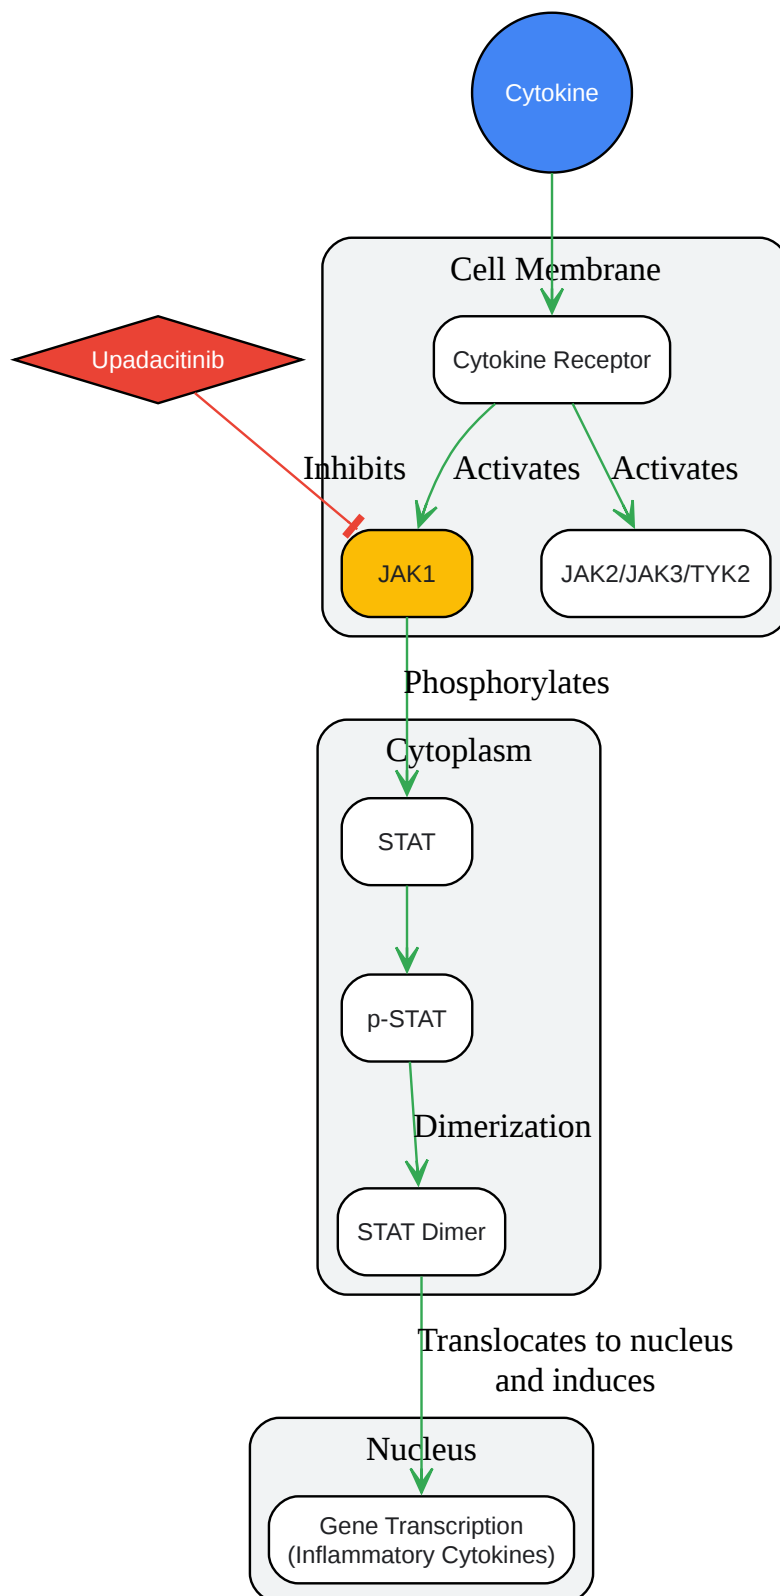 Cytokine
Cell Membrane
Upadacitinib
Cytokine Receptor
Inhibits
Activates
Activates
JAK1
JAK2/JAK3/TYK2
Phosphorylates
Cytoplasm
STAT
p-STAT
Dimerization
STAT Dimer
Translocates to nucleus
and induces
Nucleus
Gene Transcription
(Inflammatory Cytokines)